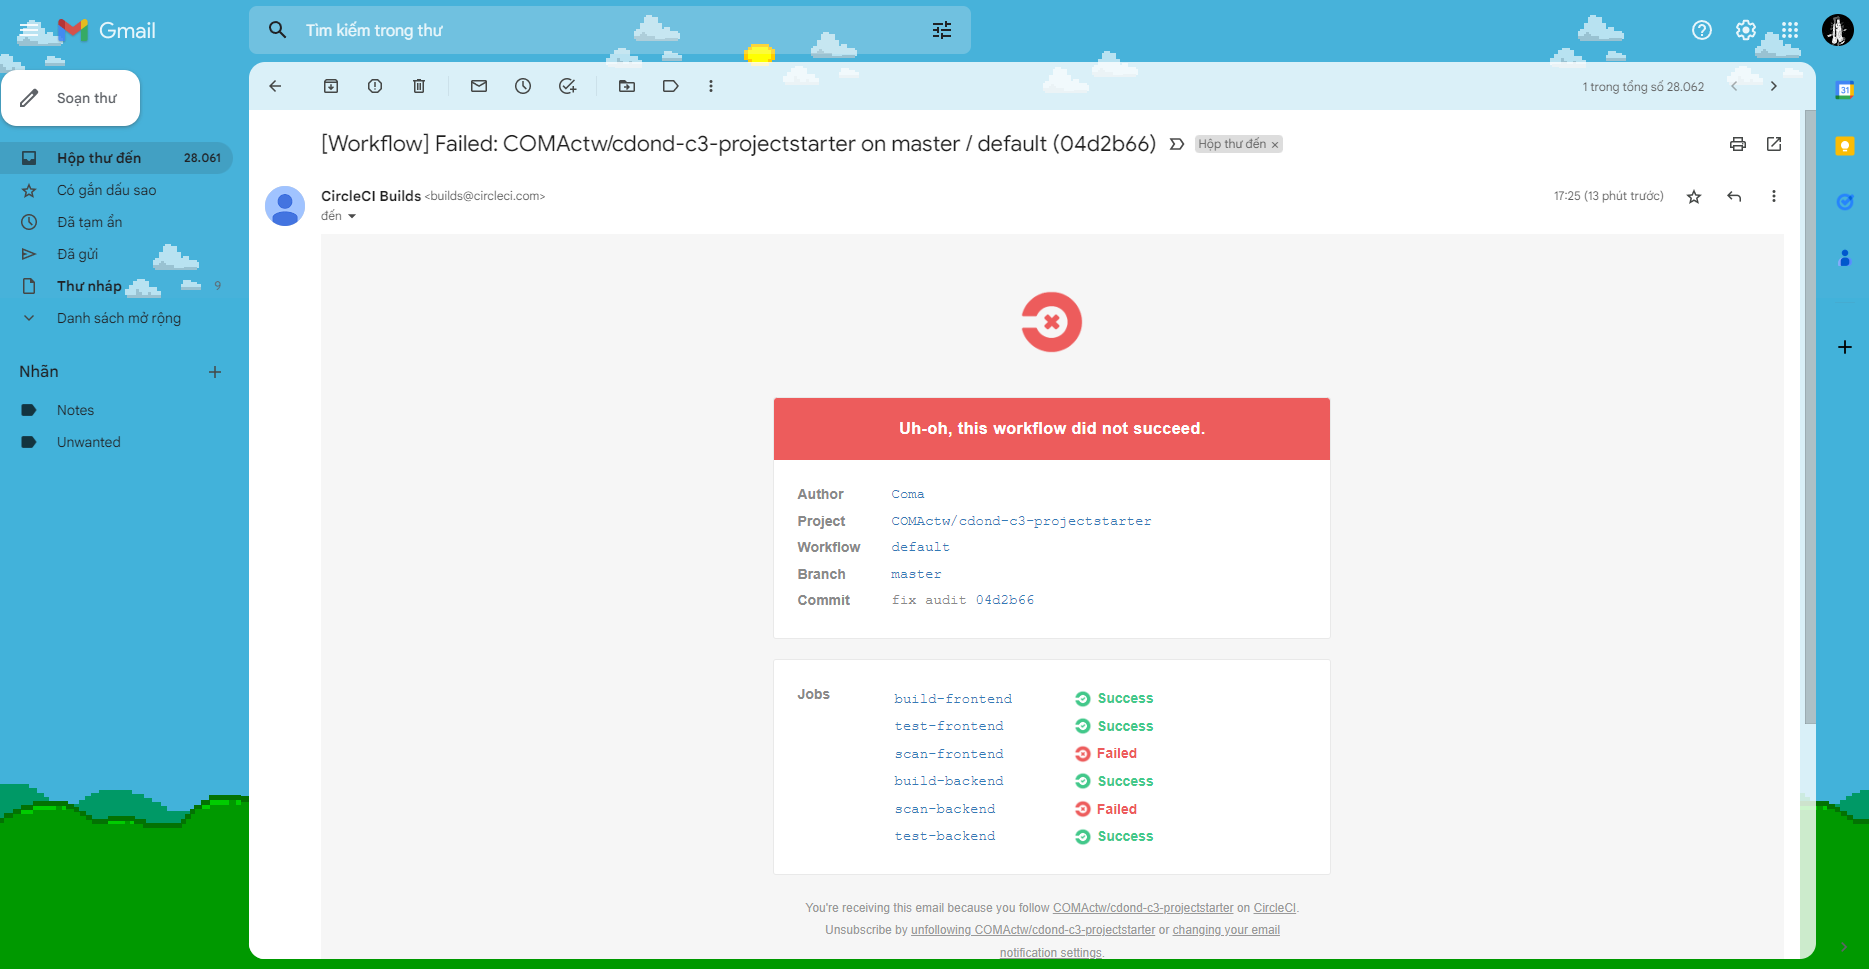 Gmail
Tìm kiếm trong thư
Soạn thư
1 trong tổng số 28.062
Hộp thư đến 28.061
Có gắn dấu sao
Đã tạm ẩn
Đã gửi
Thư nháp 9
Danh sách mở rộng
Nhãn
Notes
Unwanted
[Workflow] Failed: COMActw/cdond-c3-projectstarter on master / default (04d2b66) Hộp thư đến ×
CircleCI Builds <builds@circleci.com> 17:25 (13 phút trước)
đến
Uh-oh, this workflow did not succeed.
Author Coma
Project COMActw/cdond-c3-projectstarter
Workflow default
Branch master
Commit fix audit 04d2b66
Jobs
build-frontend Success
test-frontend Success
scan-frontend Failed
build-backend Success
scan-backend Failed
test-backend Success
You're receiving this email because you follow COMActw/cdond-c3-projectstarter on CircleCI.
Unsubscribe by unfollowing COMActw/cdond-c3-projectstarter or changing your email
notification settings.
31